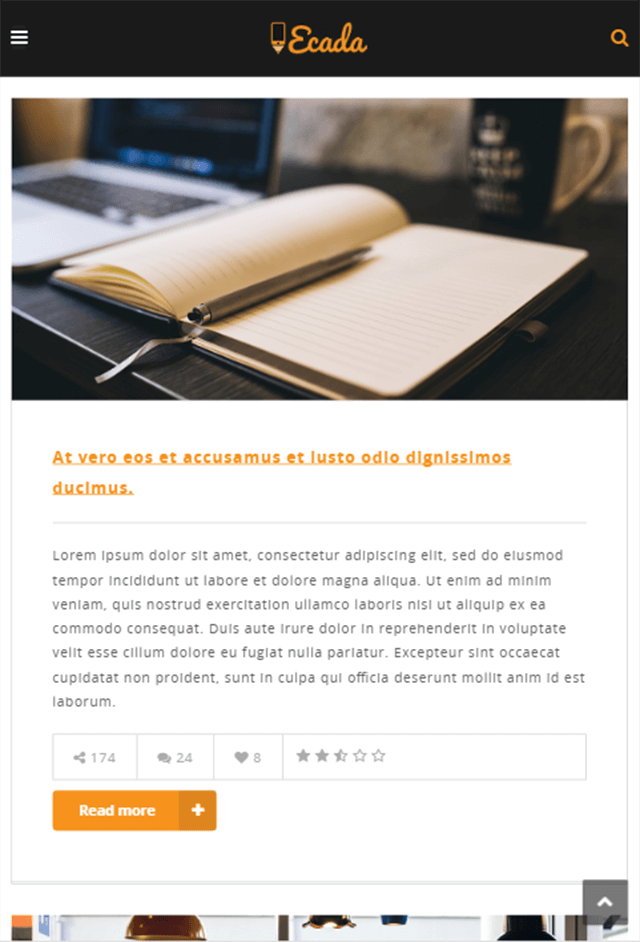 Ecada
At vero eos et accusamus et iusto odio dignissimos
ducimus.
Lorem ipsum dolor sit amet, consectetur adipiscing elit, sed do eiusmod
tempor incididunt ut labore et dolore magna aliqua. Ut enim ad minim
veniam, quis nostrud exercitation ullamco laboris nisi ut aliquip ex ea
commodo consequat. Duis aute irure dolor in reprehenderit in voluptate
velit esse cillum dolore eu fugiat nulla pariatur. Excepteur sint occaecat
cupidatat non proident, sunt in culpa qui officia deserunt mollit anim id est
laborum.
174 24 8
Read more +